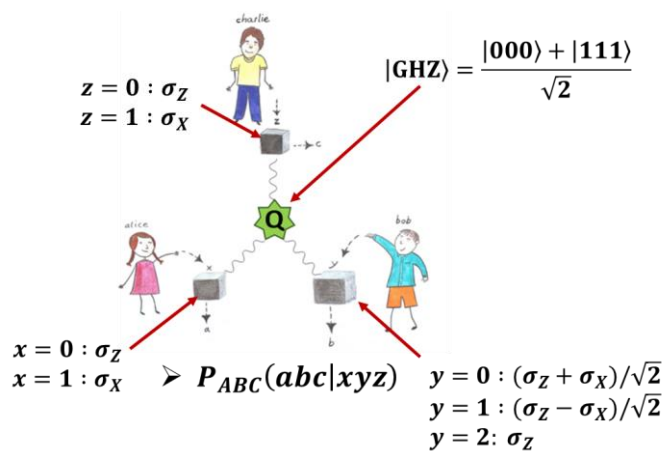 charlie
|GHZ⟩ = (|000⟩ + |111⟩)/√2
z = 0 : σ_Z
z = 1 : σ_X
z
c
Q
alice
bob
x
y
a
b
x = 0 : σ_Z
x = 1 : σ_X
➤ P_ABC(abc|xyz)
y = 0 : (σ_Z + σ_X)/√2
y = 1 : (σ_Z − σ_X)/√2
y = 2: σ_Z